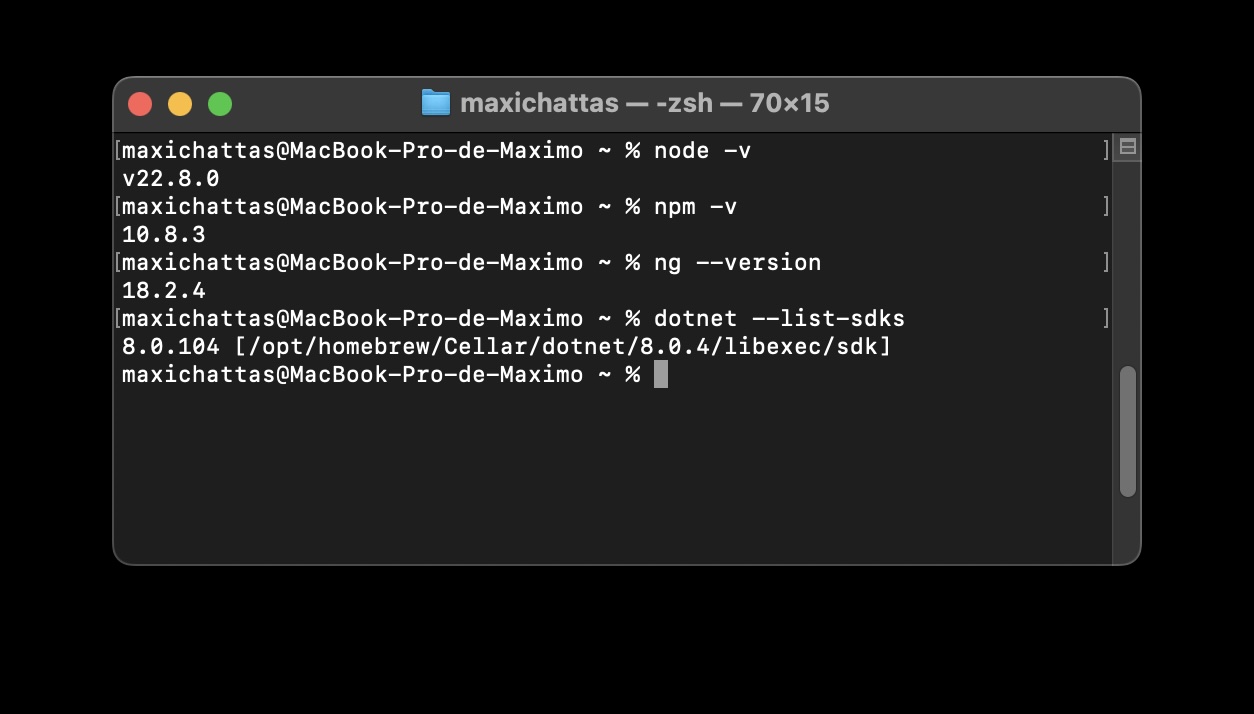 maxichattas — -zsh — 70×15
[maxichattas@MacBook-Pro-de-Maximo ~ % node -v ]
v22.8.0
[maxichattas@MacBook-Pro-de-Maximo ~ % npm -v ]
10.8.3
[maxichattas@MacBook-Pro-de-Maximo ~ % ng --version ]
18.2.4
[maxichattas@MacBook-Pro-de-Maximo ~ % dotnet --list-sdks ]
8.0.104 [/opt/homebrew/Cellar/dotnet/8.0.4/libexec/sdk]
maxichattas@MacBook-Pro-de-Maximo ~ %